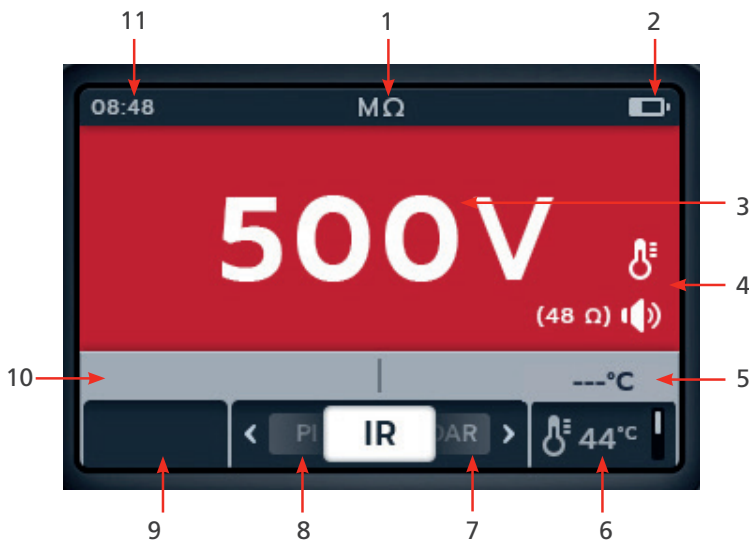 11 1 2
08:48 MΩ
500V
3
4
(48 Ω)
10
---°C
5
< PI IR DAR >
44°C
9 8 7 6